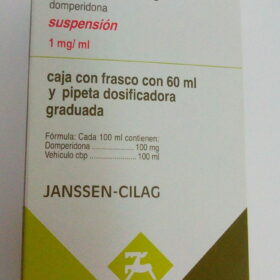 domperidona
suspensión
1 mg/ ml
caja con frasco con 60 ml
y pipeta dosificadora
graduada
Fórmula: Cada 100 ml contienen:
Domperidona .................. 100 mg
Vehículo cbp .................... 100 ml
JANSSEN-CILAG